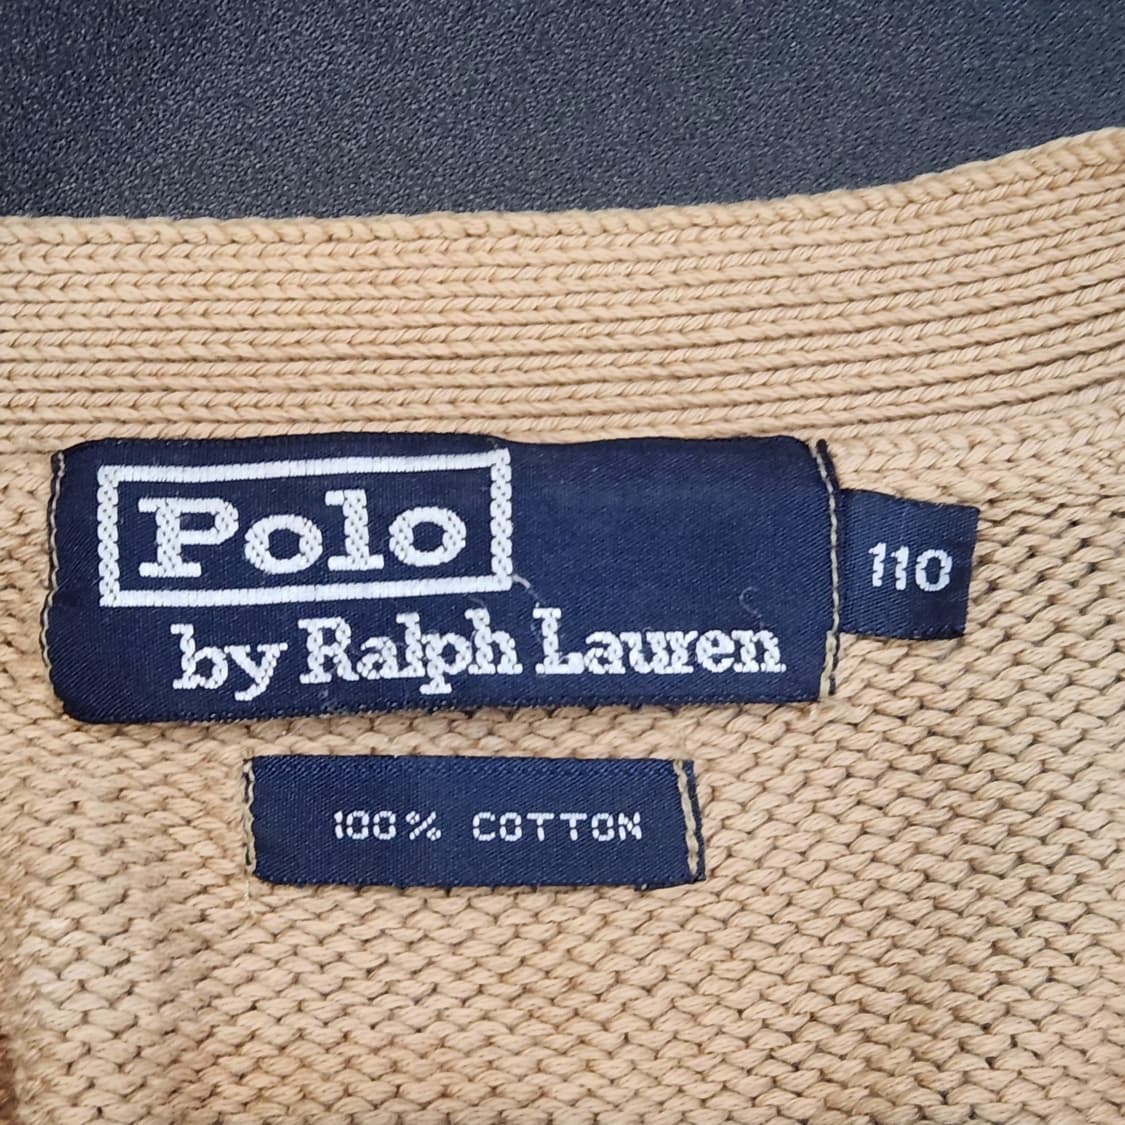 Polo
by Ralph Lauren
110
100% COTTON